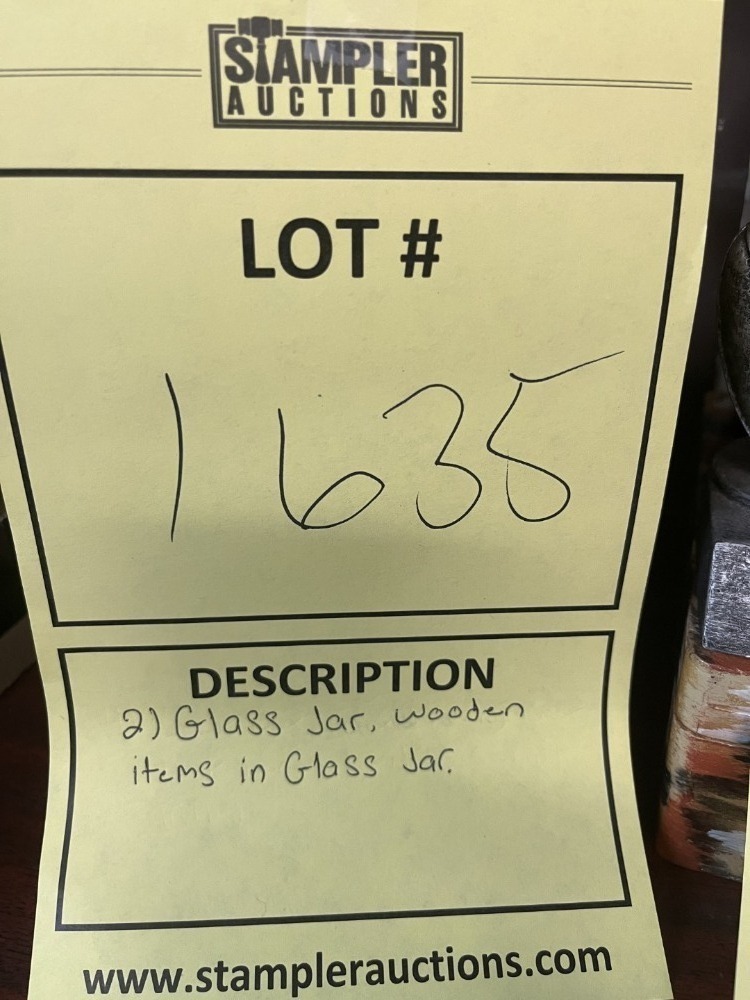 STAMPLER
AUCTIONS
LOT #
1635
DESCRIPTION
2) Glass Jar, wooden
items in Glass Jar.
www.stamplerauctions.com